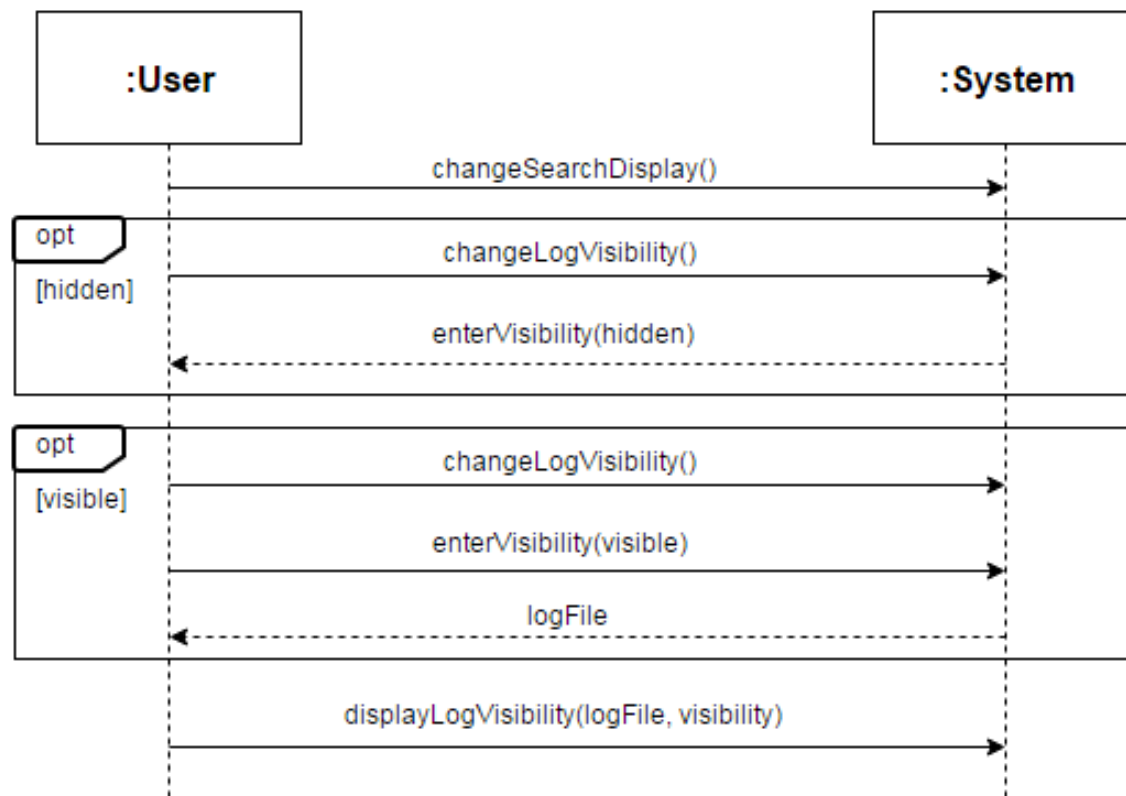 :User
:System
changeSearchDisplay()
opt
changeLogVisibility()
[hidden]
enterVisibility(hidden)
opt
changeLogVisibility()
[visible]
enterVisibility(visible)
logFile
displayLogVisibility(logFile, visibility)